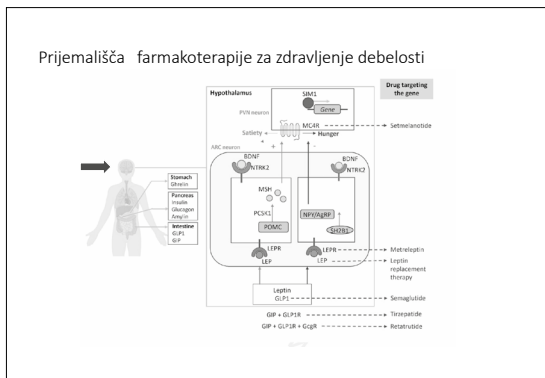 Prijemališča farmakoterapije za zdravljenje debelosti
Drug targeting
the gene
Hypothalamus
SIM1
Gene
PVN neuron
MC4R
Setmelanotide
Satiety
Hunger
+
-
ARC neuron
BDNF
NTRK2
BDNF
NTRK2
MSH
PCSK1
POMC
NPY/AgRP
SH2B1
LEPR
LEP
LEPR
LEP
Metreleptin
Leptin
replacement
therapy
Stomach
Ghrelin
Pancreas
Insulin
Glucagon
Amylin
Intestine
GLP1
GIP
Leptin
GLP1
Semaglutide
GIP + GLP1R
Tirzepatide
GIP + GLP1R + GcgR
Retatrutide